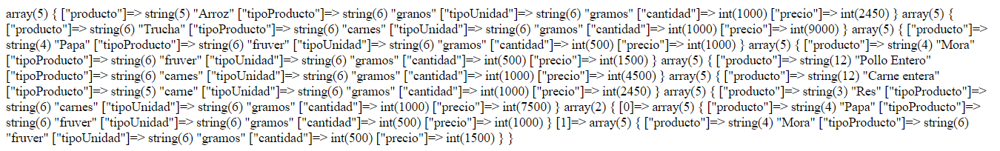 array(5) { ["producto"]=> string(5) "Arroz" ["tipoProducto"]=> string(6) "granos" ["tipoUnidad"]=> string(6) "gramos" ["cantidad"]=> int(1000) ["precio"]=> int(2450) } array(5) {
["producto"]=> string(6) "Trucha" ["tipoProducto"]=> string(6) "carnes" ["tipoUnidad"]=> string(6) "gramos" ["cantidad"]=> int(1000) ["precio"]=> int(9000) } array(5) { ["producto"]=>
string(4) "Papa" ["tipoProducto"]=> string(6) "fruver" ["tipoUnidad"]=> string(6) "gramos" ["cantidad"]=> int(500) ["precio"]=> int(1000) } array(5) { ["producto"]=> string(4) "Mora"
["tipoProducto"]=> string(6) "fruver" ["tipoUnidad"]=> string(6) "gramos" ["cantidad"]=> int(500) ["precio"]=> int(1500) } array(5) { ["producto"]=> string(12) "Pollo Entero"
["tipoProducto"]=> string(6) "carnes" ["tipoUnidad"]=> string(6) "gramos" ["cantidad"]=> int(1000) ["precio"]=> int(4500) } array(5) { ["producto"]=> string(12) "Carne entera"
["tipoProducto"]=> string(5) "carne" ["tipoUnidad"]=> string(6) "gramos" ["cantidad"]=> int(1000) ["precio"]=> int(2450) } array(5) { ["producto"]=> string(3) "Res" ["tipoProducto"]=>
string(6) "carnes" ["tipoUnidad"]=> string(6) "gramos" ["cantidad"]=> int(1000) ["precio"]=> int(7500) } array(2) { [0]=> array(5) { ["producto"]=> string(4) "Papa" ["tipoProducto"]=>
string(6) "fruver" ["tipoUnidad"]=> string(6) "gramos" ["cantidad"]=> int(500) ["precio"]=> int(1000) } [1]=> array(5) { ["producto"]=> string(4) "Mora" ["tipoProducto"]=> string(6)
"fruver" ["tipoUnidad"]=> string(6) "gramos" ["cantidad"]=> int(500) ["precio"]=> int(1500) } }